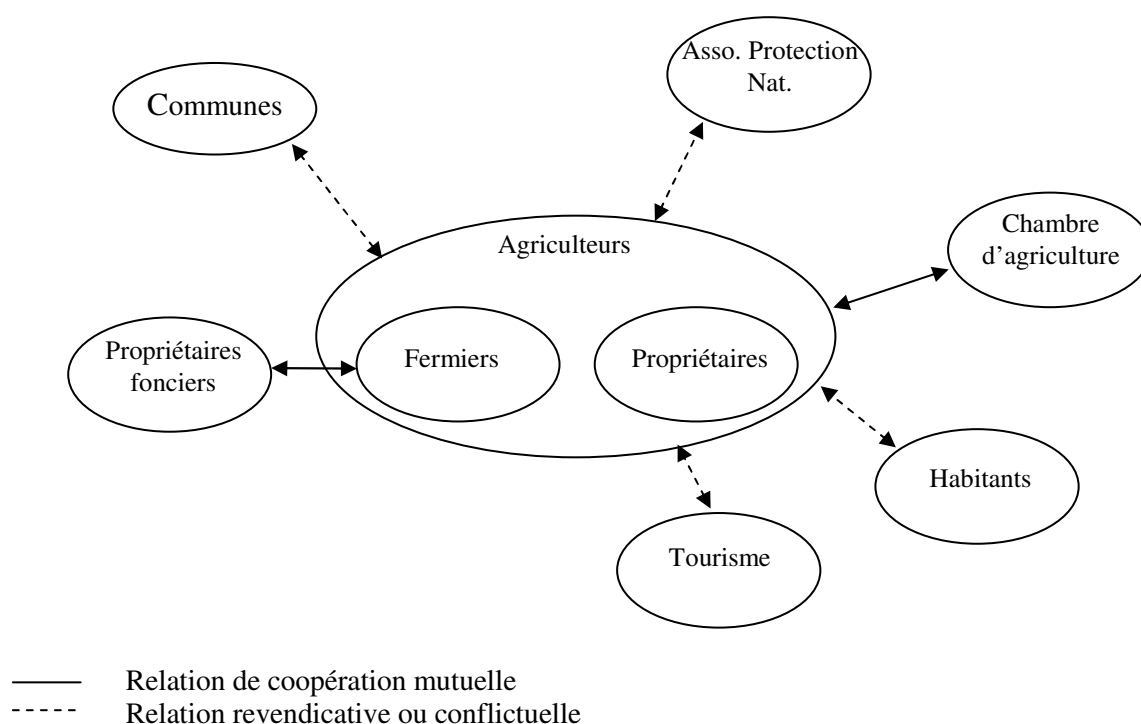 Asso. Protection
Nat.
Communes
Chambre
d'agriculture
Agriculteurs
Propriétaires
fonciers
Fermiers
Propriétaires
Habitants
Tourisme
Relation de coopération mutuelle
Relation revendicative ou conflictuelle